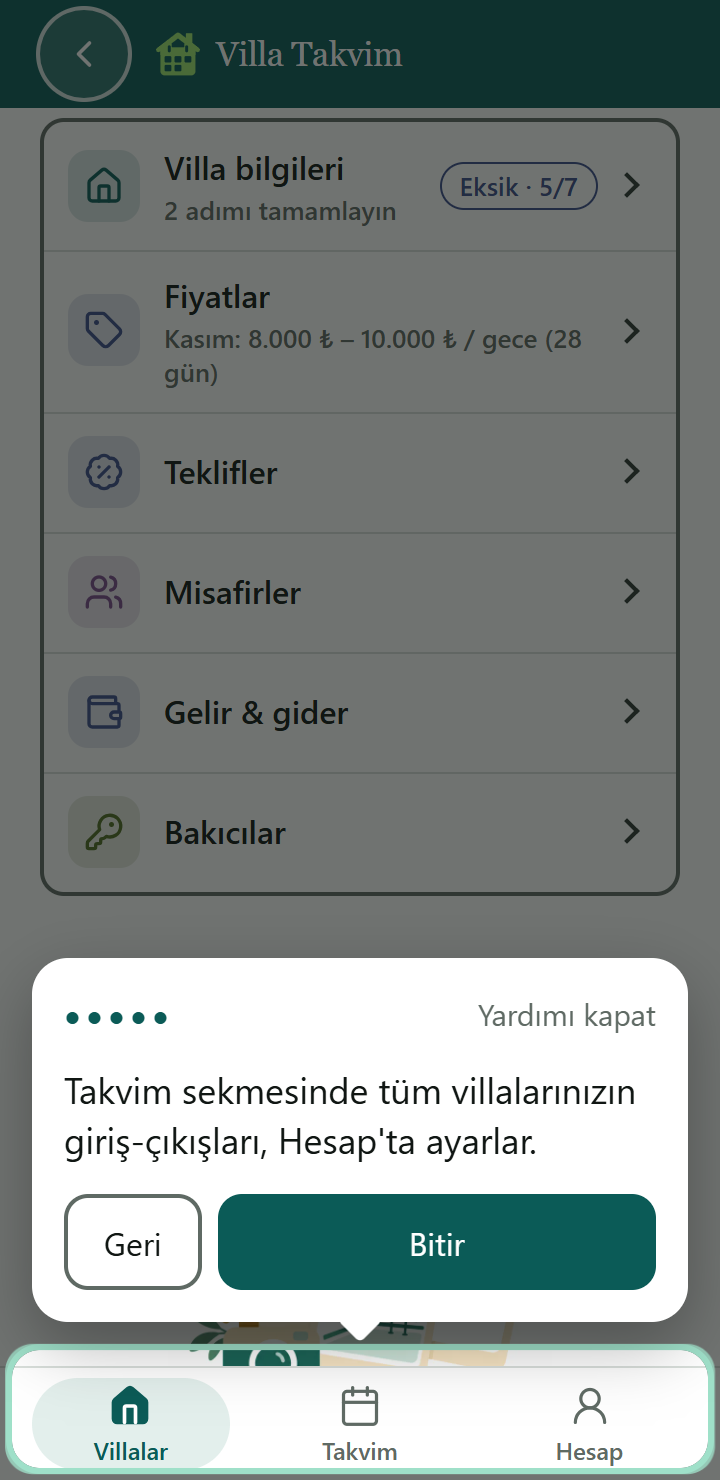 Villa Takvim
Villa bilgileri
2 adımı tamamlayın
Eksik · 5/7
Fiyatlar
Kasım: 8.000 ₺ – 10.000 ₺ / gece (28
gün)
Teklifler
Misafirler
Gelir & gider
Bakıcılar
Yardımı kapat
Takvim sekmesinde tüm villalarınızın
giriş-çıkışları, Hesap'ta ayarlar.
Geri
Bitir
Villalar
Takvim
Hesap